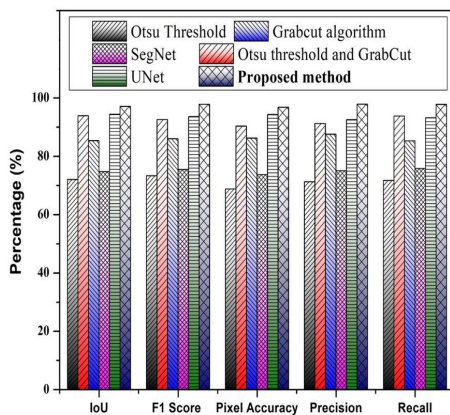 Otsu Threshold Grabcut algorithm
SegNet Otsu threshold and GrabCut
UNet Proposed method
100
80
60
40
20
0
Percentage (%)
IoU F1 Score Pixel Accuracy Precision Recall